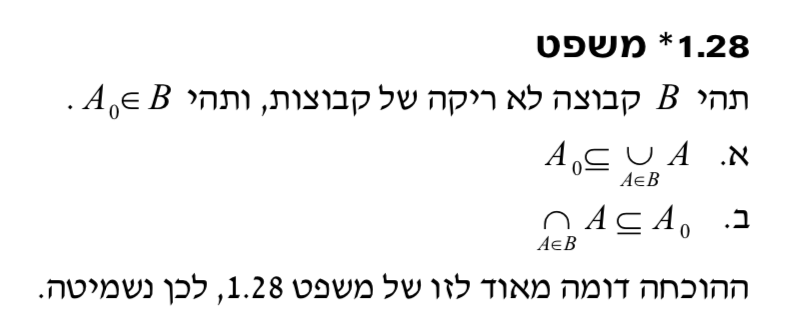 1.28* משפט
תהי B קבוצה לא ריקה של קבוצות, ותהי A₀∈B .
א. A₀⊆ ∪_{A∈B} A
ב. ∩_{A∈B} A⊆A₀
ההוכחה דומה מאוד לזו של משפט 1.28, לכן נשמיטה.